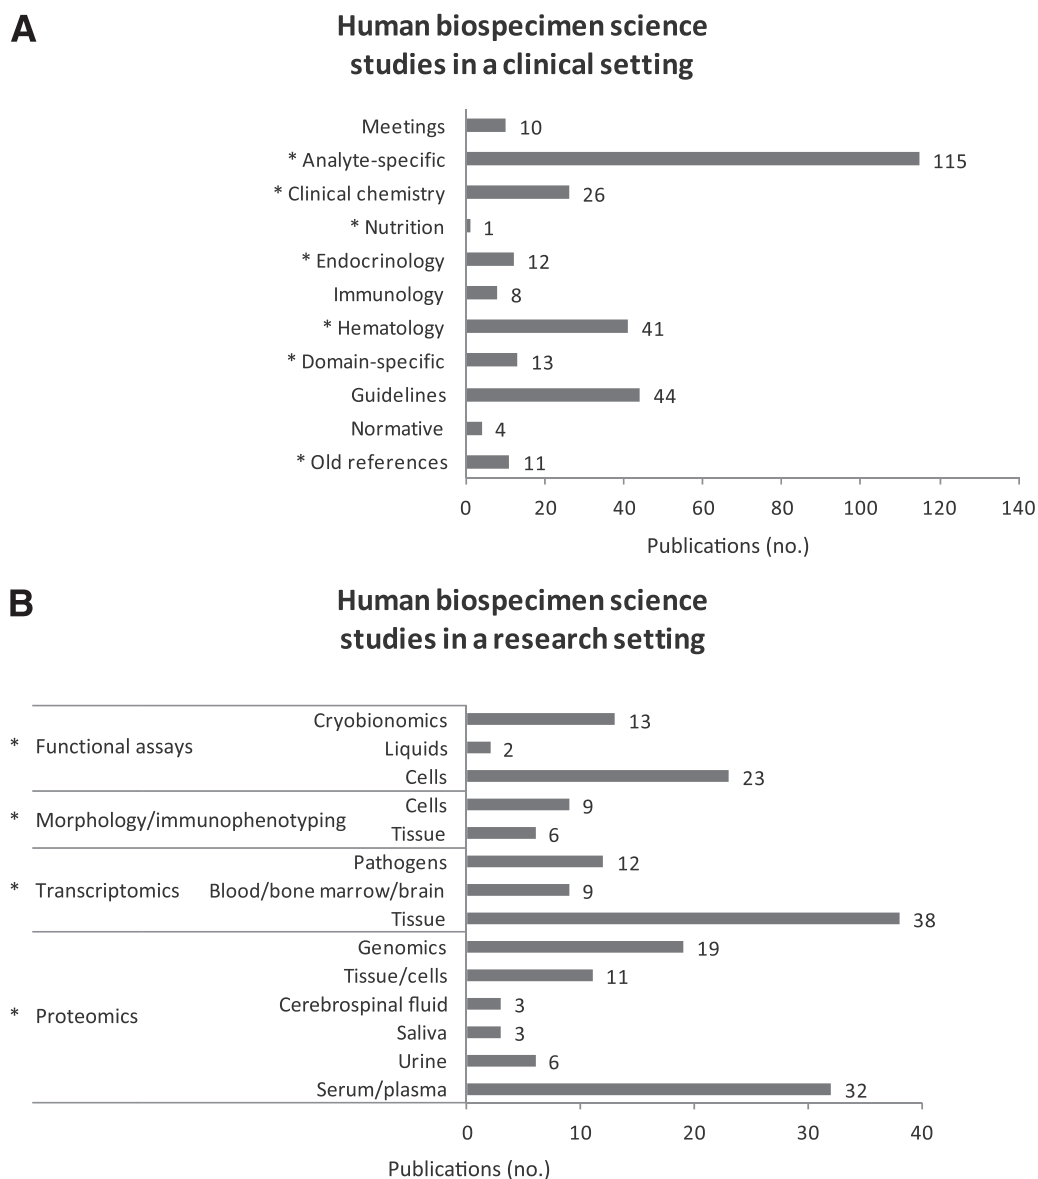 A
Human biospecimen science
studies in a clinical setting
Meetings 10
* Analyte-specific 115
* Clinical chemistry 26
* Nutrition 1
* Endocrinology 12
Immunology 8
* Hematology 41
* Domain-specific 13
Guidelines 44
Normative 4
* Old references 11
0 20 40 60 80 100 120 140
Publications (no.)
B
Human biospecimen science
studies in a research setting
Cryobionomics 13
* Functional assays Liquids 2
Cells 23
Cells 9
* Morphology/immunophenotyping
Tissue 6
Pathogens 12
* Transcriptomics Blood/bone marrow/brain 9
Tissue 38
Genomics 19
Tissue/cells 11
Cerebrospinal fluid 3
* Proteomics
Saliva 3
Urine 6
Serum/plasma 32
0 10 20 30 40
Publications (no.)